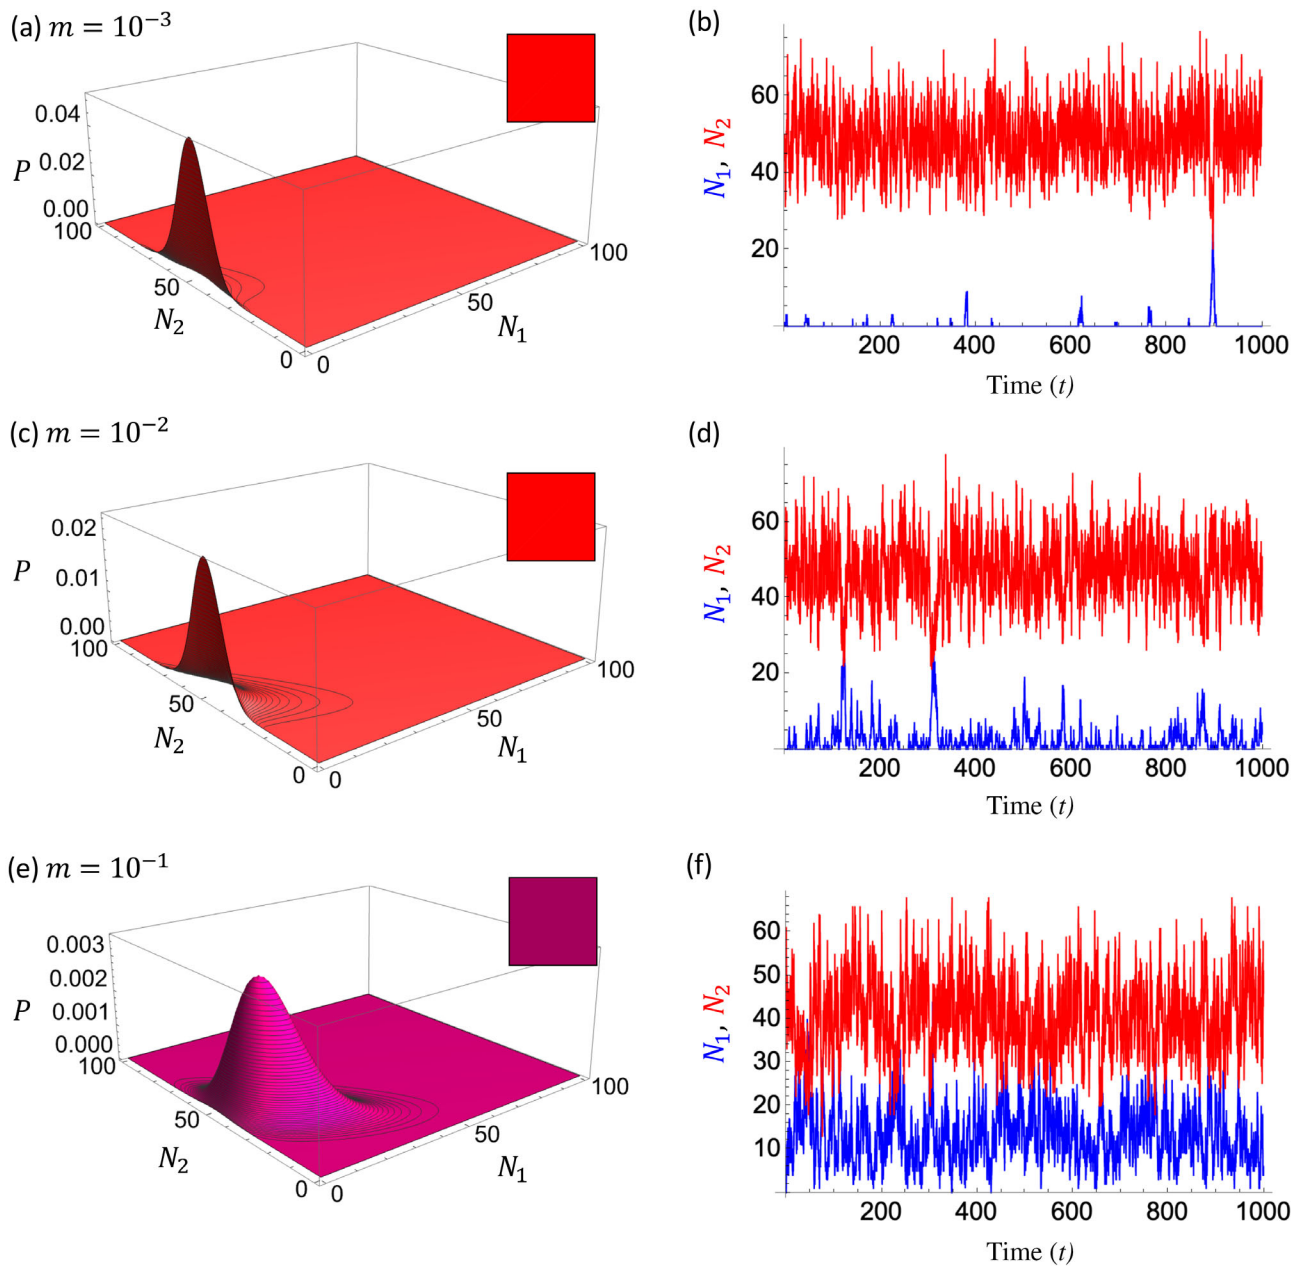 (a) m = 10⁻³
0.04
0.02
P
0.00
100
50
N₂
0
0
50
N₁
100
(b)
60
40
20
N₁, N₂
200 400 600 800 1000
Time (t)
(c) m = 10⁻²
0.02
0.01
P
0.00
100
50
N₂
0
0
50
N₁
100
(d)
60
40
20
N₁, N₂
200 400 600 800 1000
Time (t)
(e) m = 10⁻¹
0.003
0.002
0.001
P
0.000
100
50
N₂
0
0
50
N₁
100
(f)
60
50
40
30
20
10
N₁, N₂
200 400 600 800 1000
Time (t)